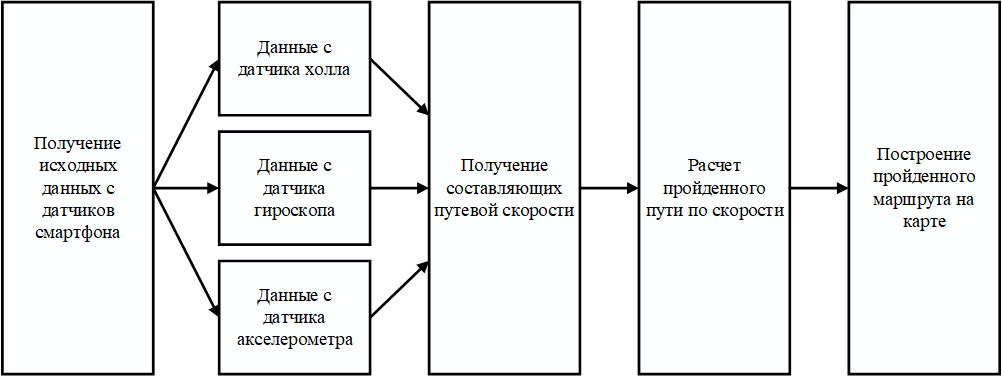 Получение
исходных
данных с
датчиков
смартфона
Данные с
датчика холла
Данные с
датчика
гироскопа
Данные с
датчика
акселерометра
Получение
составляющих
путевой скорости
Расчет
пройденного
пути по скорости
Построение
пройденного
маршрута на
карте